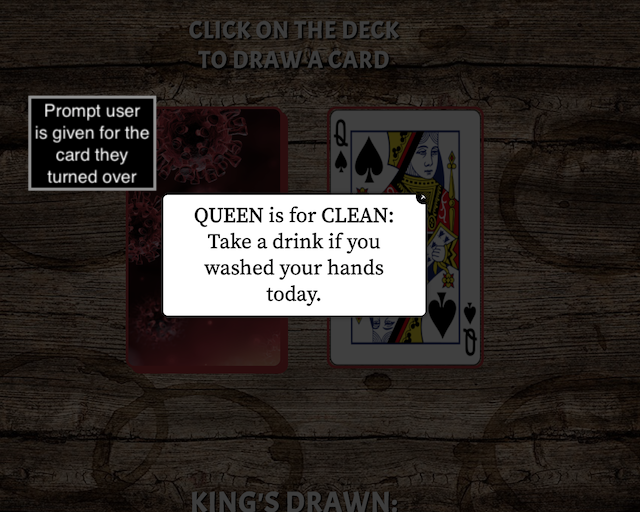 CLICK ON THE DECK
TO DRAW A CARD
Prompt user
is given for the
card they
turned over
Q
QUEEN is for CLEAN:
Take a drink if you
washed your hands
today.
Q
KING'S DRAWN: